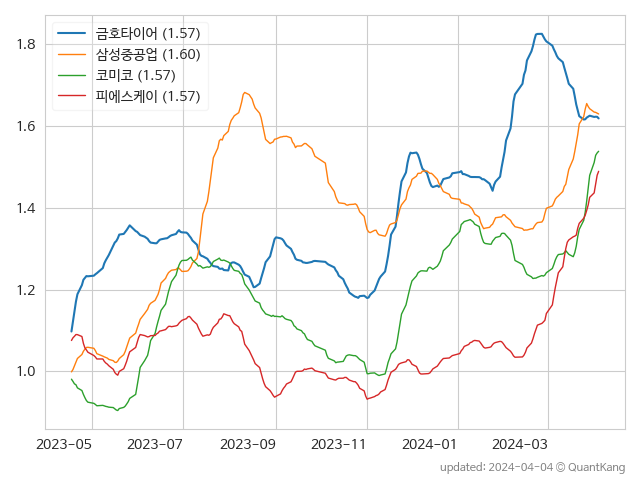 금호타이어 (1.57)
삼성중공업 (1.60)
코미코 (1.57)
피에스케이 (1.57)
1.8
1.6
1.4
1.2
1.0
2023-05 2023-07 2023-09 2023-11 2024-01 2024-03
updated: 2024-04-04 © QuantKang